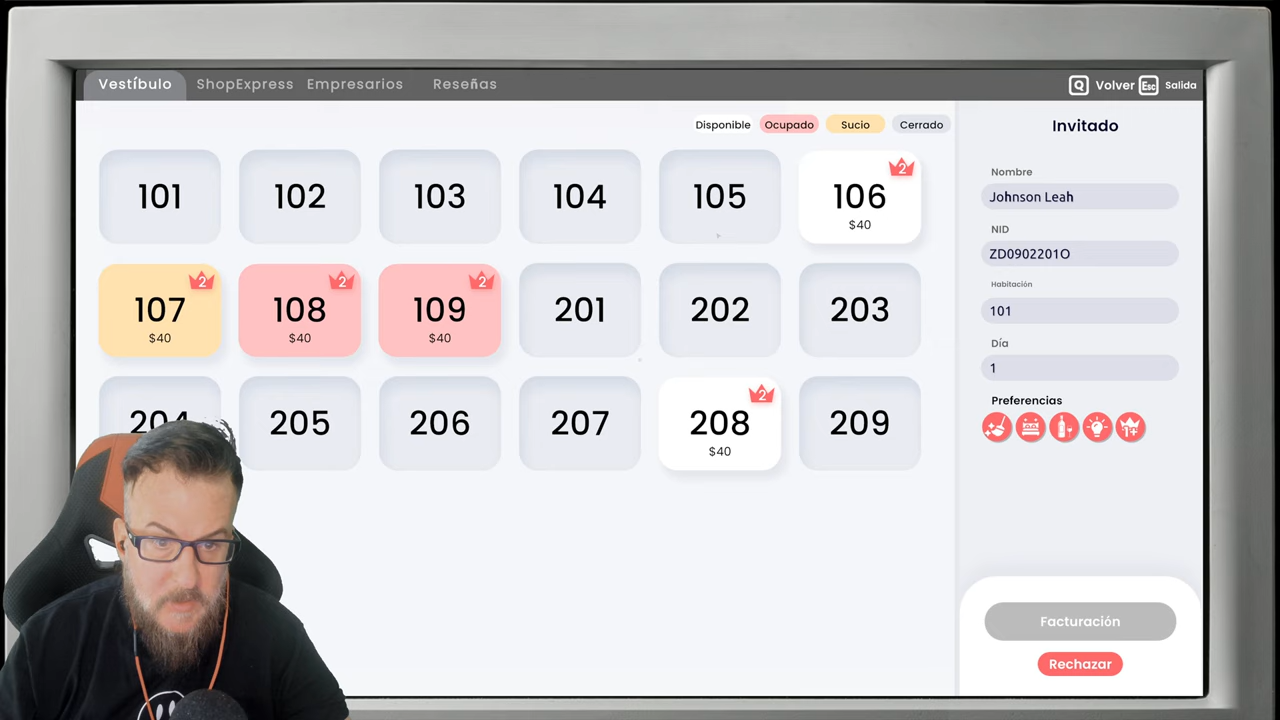 Vestíbulo ShopExpress Empresarios Reseñas Q Volver Esc Salida
Disponible Ocupado Sucio Cerrado
101 102 103 104 105 2 106 $40
2 107 $40 2 108 $40 2 109 $40 201 202 203
204 205 206 207 2 208 $40 209
Invitado
Nombre
Johnson Leah
NID
ZD0902201O
Habitación
101
Día
1
Preferencias
Facturación
Rechazar